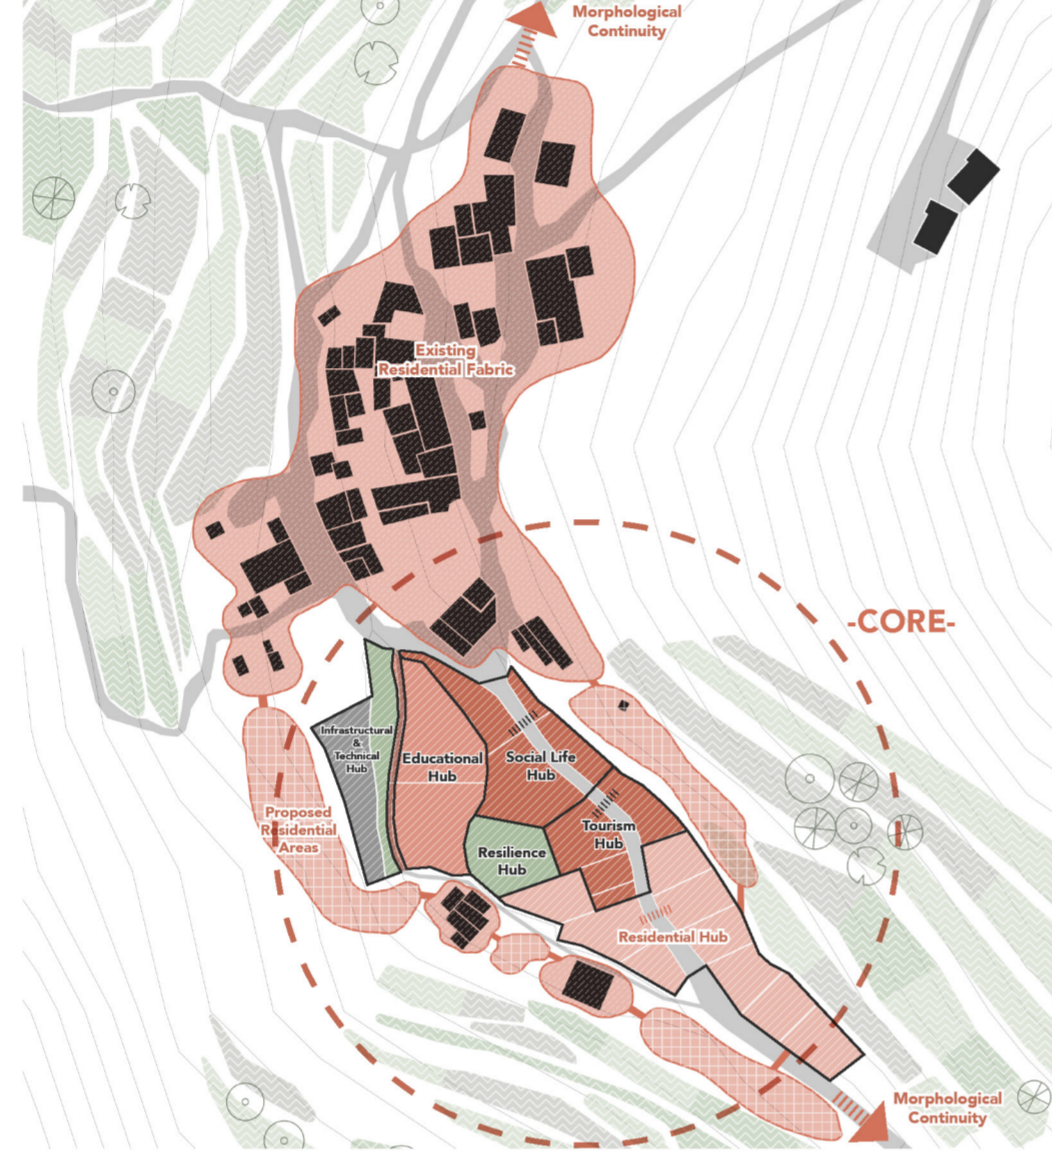 Morphological
Continuity
Existing
Residential Fabric
-CORE-
Infrastructural
&
Technical
Hub
Educational
Hub
Social Life
Hub
Tourism
Hub
Resilience
Hub
Proposed
Residential
Areas
Residential Hub
Morphological
Continuity